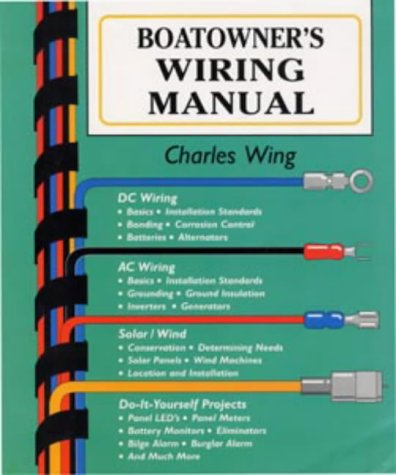 BOATOWNER'S
WIRING
MANUAL
Charles Wing
DC Wiring
• Basics • Installation Standards
• Bonding • Corrosion Control
• Batteries • Alternators
AC Wiring
• Basics • Installation Standards
• Grounding • Ground Insulation
• Inverters • Generators
Solar / Wind
• Conservation • Determining Needs
• Solar Panels • Wind Machines
• Location and Installation
Do-It-Yourself Projects
• Panel LED's • Panel Meters
• Battery Monitors • Eliminators
• Bilge Alarm • Burglar Alarm
• And Much More